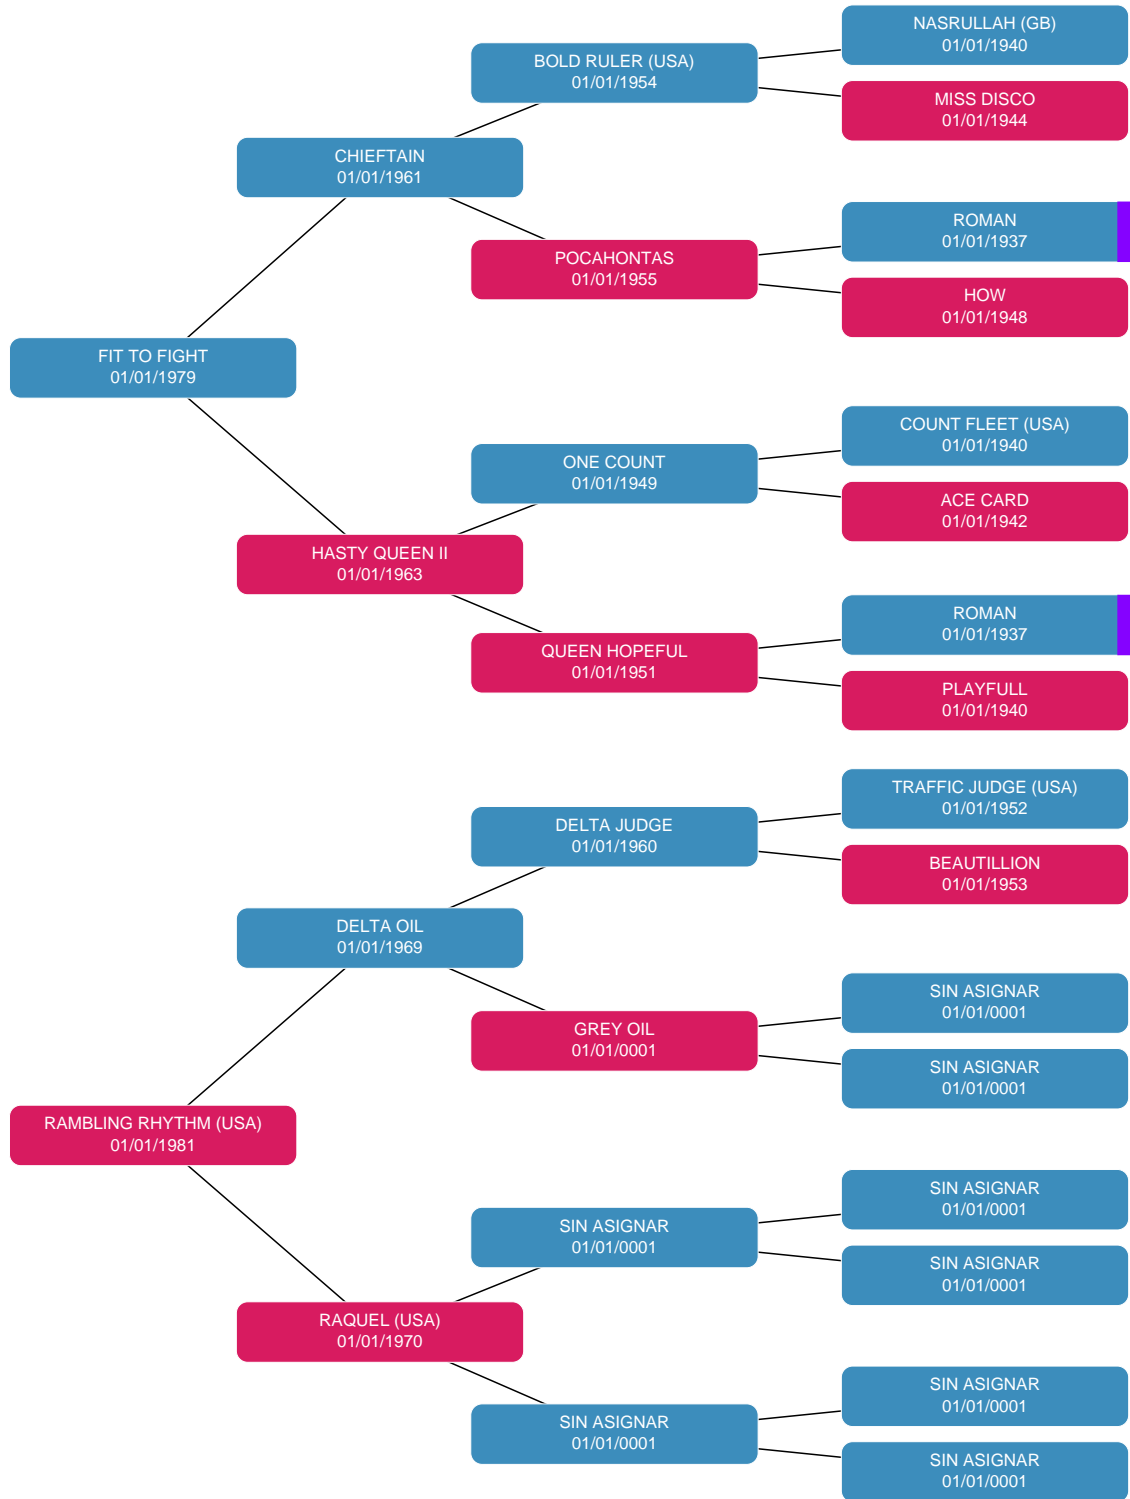 NASRULLAH (GB)
01/01/1940
BOLD RULER (USA)
01/01/1954
MISS DISCO
01/01/1944
CHIEFTAIN
01/01/1961
ROMAN
01/01/1937
POCAHONTAS
01/01/1955
HOW
01/01/1948
FIT TO FIGHT
01/01/1979
COUNT FLEET (USA)
01/01/1940
ONE COUNT
01/01/1949
ACE CARD
01/01/1942
HASTY QUEEN II
01/01/1963
ROMAN
01/01/1937
QUEEN HOPEFUL
01/01/1951
PLAYFULL
01/01/1940
TRAFFIC JUDGE (USA)
01/01/1952
DELTA JUDGE
01/01/1960
BEAUTILLION
01/01/1953
DELTA OIL
01/01/1969
SIN ASIGNAR
01/01/0001
GREY OIL
01/01/0001
SIN ASIGNAR
01/01/0001
RAMBLING RHYTHM (USA)
01/01/1981
SIN ASIGNAR
01/01/0001
SIN ASIGNAR
01/01/0001
SIN ASIGNAR
01/01/0001
RAQUEL (USA)
01/01/1970
SIN ASIGNAR
01/01/0001
SIN ASIGNAR
01/01/0001
SIN ASIGNAR
01/01/0001